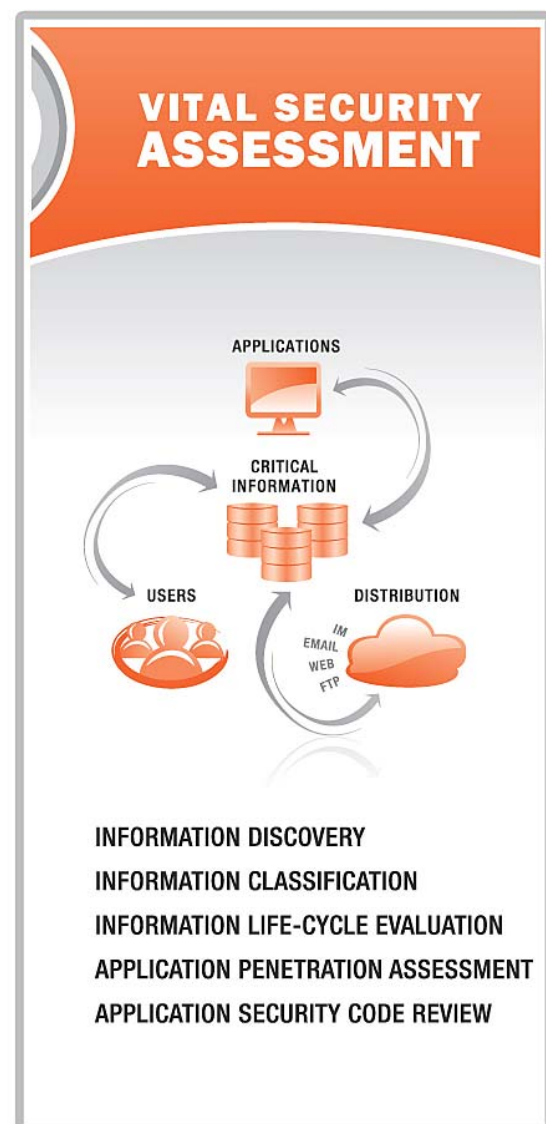 VITAL SECURITY
ASSESSMENT
APPLICATIONS
CRITICAL
INFORMATION
USERS
DISTRIBUTION
IM
EMAIL
WEB
FTP
INFORMATION DISCOVERY
INFORMATION CLASSIFICATION
INFORMATION LIFE-CYCLE EVALUATION
APPLICATION PENETRATION ASSESSMENT
APPLICATION SECURITY CODE REVIEW